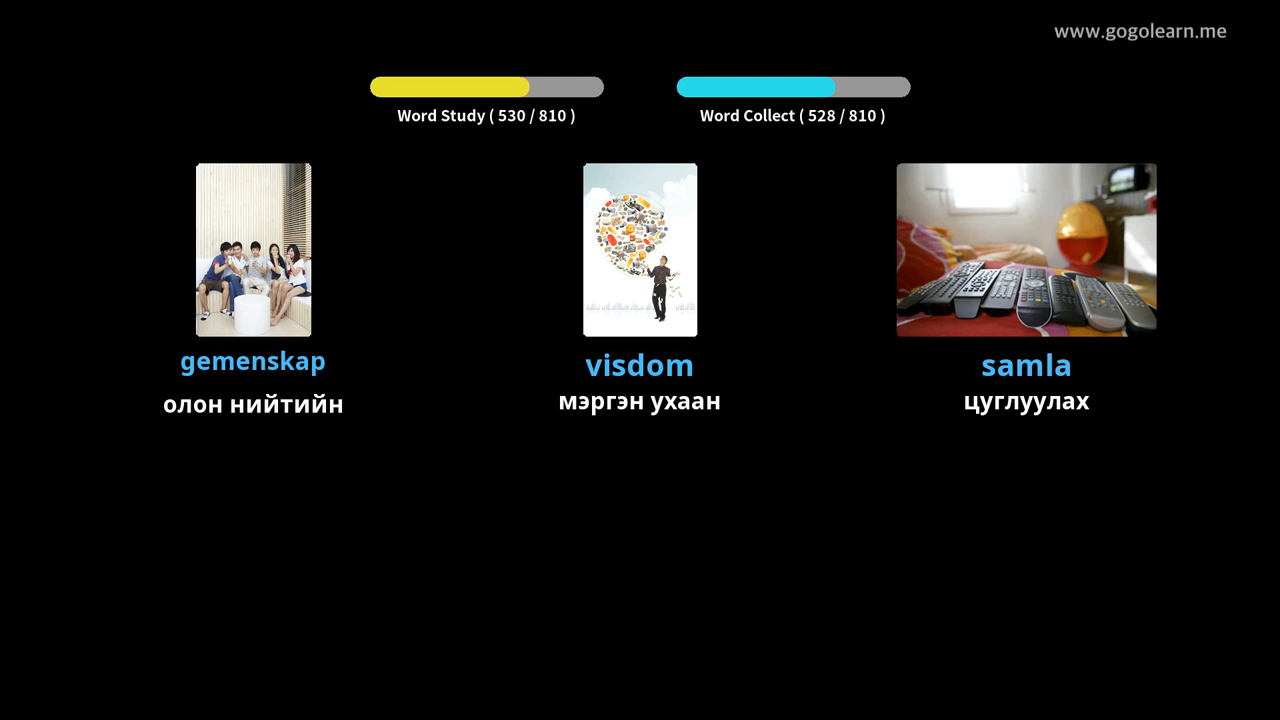 www.gogolearn.me
Word Study ( 530 / 810 )
Word Collect ( 528 / 810 )
gemenskap
visdom
samla
олон нийтийн
мэргэн ухаан
цуглуулах